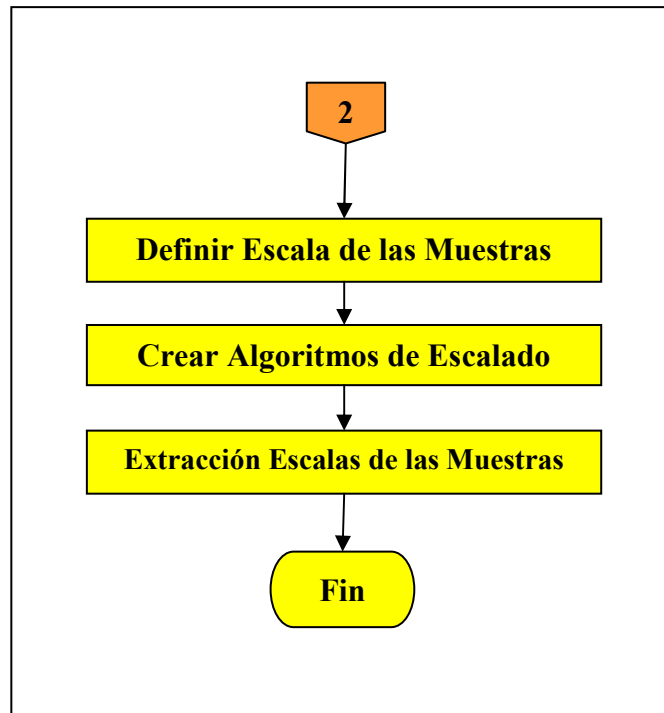 2
Definir Escala de las Muestras
Crear Algoritmos de Escalado
Extracción Escalas de las Muestras
Fin